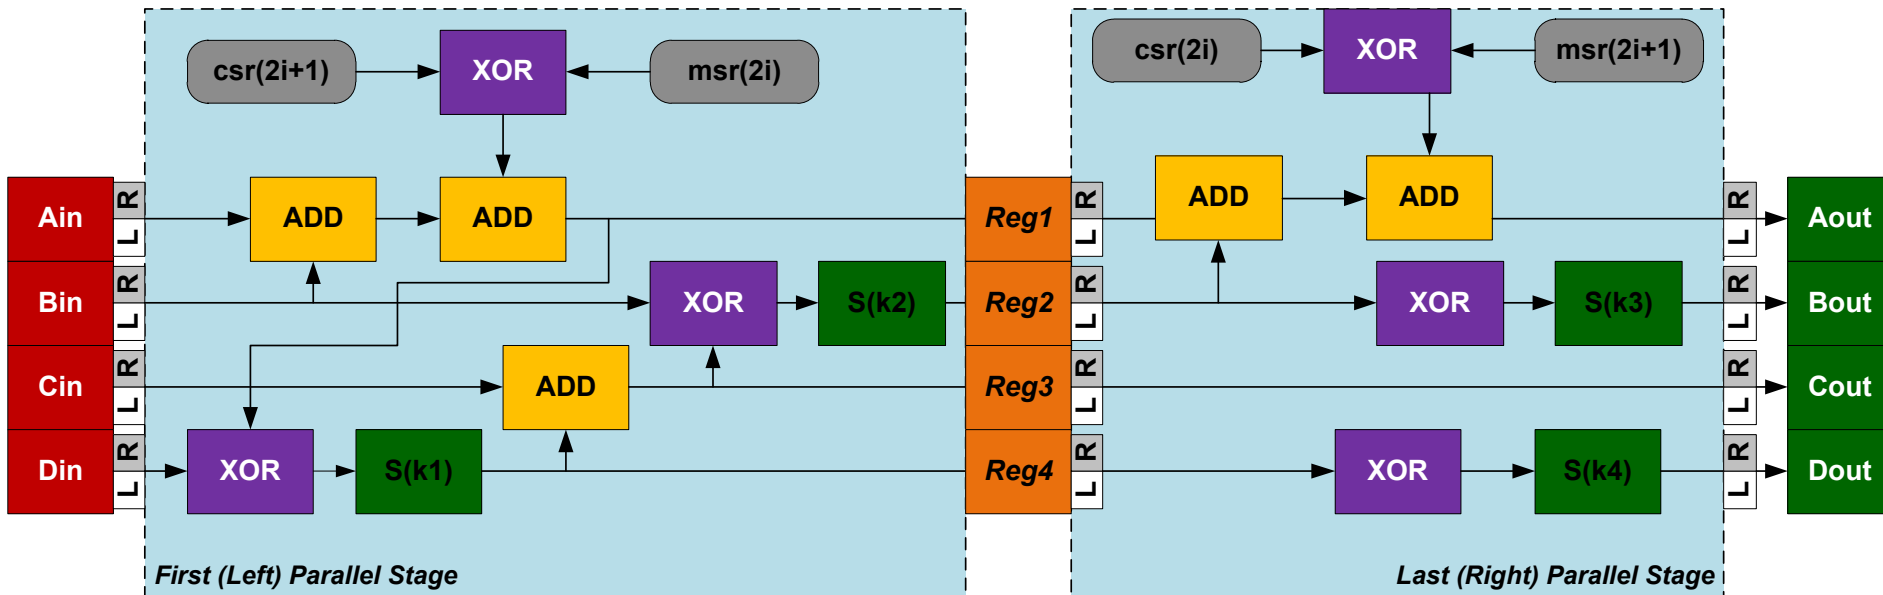 csr(2i+1) XOR msr(2i) csr(2i) XOR msr(2i+1)
Ain R L ADD ADD Reg1 R L ADD ADD R L Aout
Bin R L XOR S(k2) Reg2 R L XOR S(k3) R L Bout
Cin R L ADD Reg3 R L R L Cout
Din R L XOR S(k1) Reg4 R L XOR S(k4) R L Dout
First (Left) Parallel Stage Last (Right) Parallel Stage